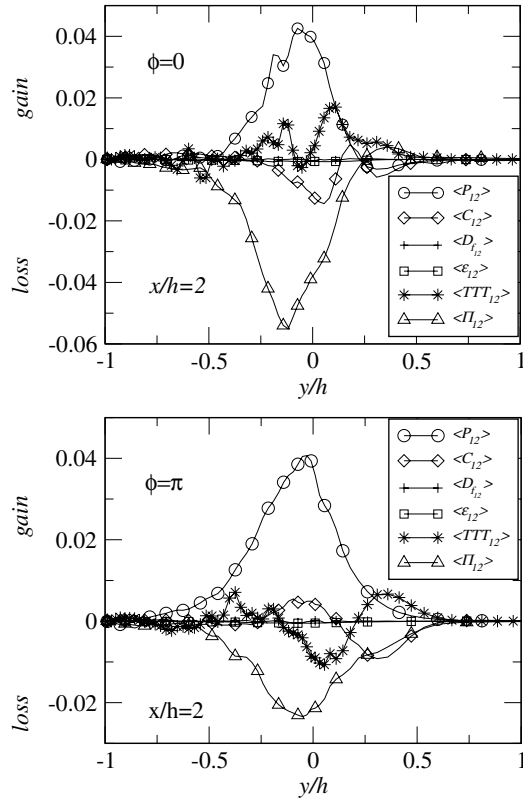 0.04
0.02
0
-0.02
-0.04
-0.06
gain
loss
ϕ=0
x/h=2
<P12>
<C12>
<Df12>
<ε12>
<TTT12>
<Π12>
-1 -0.5 0 0.5 1
y/h
0.04
0.02
0
-0.02
gain
loss
ϕ=π
x/h=2
<P12>
<C12>
<Df12>
<ε12>
<TTT12>
<Π12>
-1 -0.5 0 0.5 1
y/h